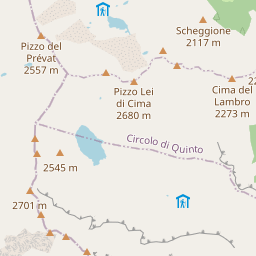 Scheggione
2117 m
Pizzo del
Prévat
2557 m
Pizzo Lei
di Cima
2680 m
Cima del
Lambro
2273 m
Circolo di Quinto
2545 m
2701 m